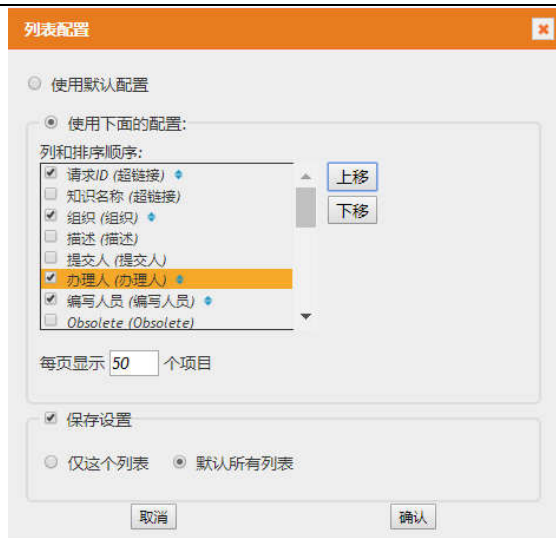 列表配置
使用默认配置
使用下面的配置:
列和排序顺序:
请求ID (超链接)
知识名称 (超链接)
组织 (组织)
描述 (描述)
提交人 (提交人)
办理人 (办理人)
编写人员 (编写人员)
Obsolete (Obsolete)
上移
下移
每页显示 50 个项目
保存设置
仅这个列表 默认所有列表
取消 确认